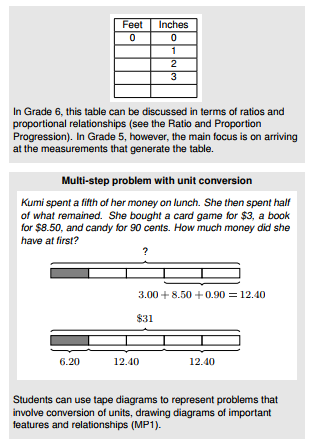 Feet Inches
0 0
1
2
3
In Grade 6, this table can be discussed in terms of ratios and
proportional relationships (see the Ratio and Proportion
Progression). In Grade 5, however, the main focus is on arriving
at the measurements that generate the table.
Multi-step problem with unit conversion
Kumi spent a fifth of her money on lunch. She then spent half
of what remained. She bought a card game for $3, a book
for $8.50, and candy for 90 cents. How much money did she
have at first?
?
3.00 + 8.50 + 0.90 = 12.40
$31
6.20 12.40 12.40
Students can use tape diagrams to represent problems that
involve conversion of units, drawing diagrams of important
features and relationships (MP1).